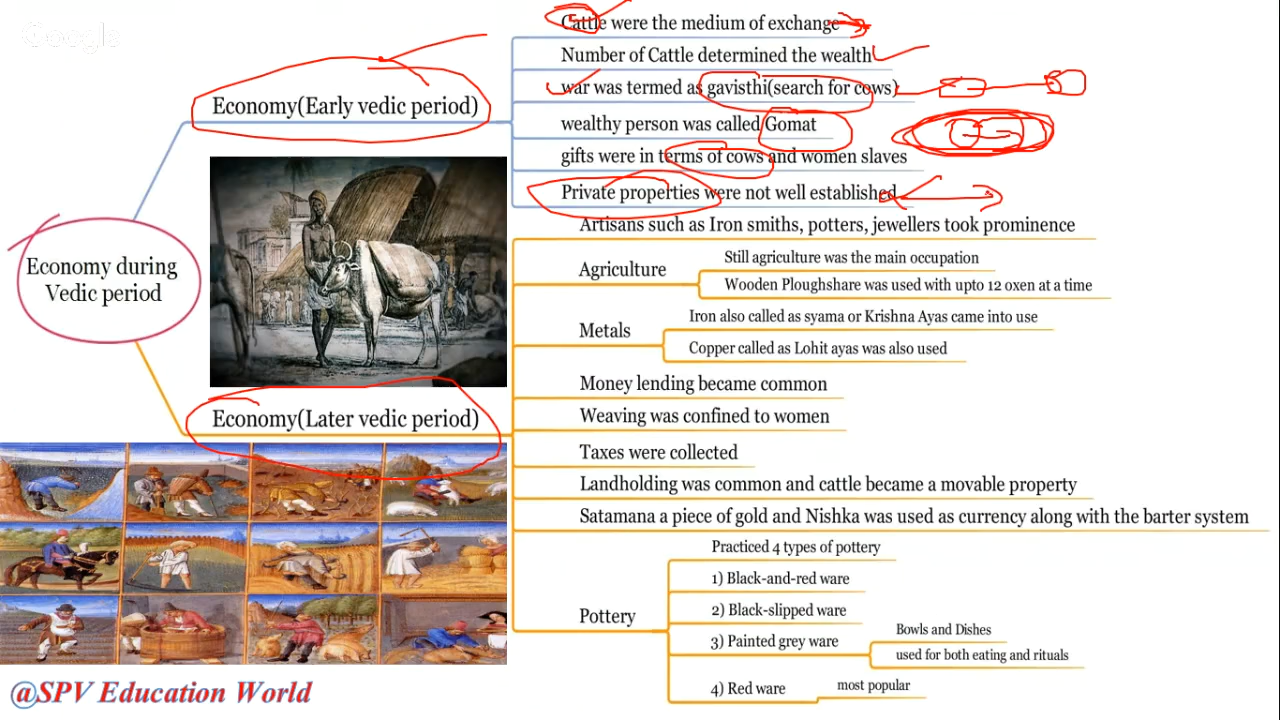 Google
Cattle were the medium of exchange
Number of Cattle determined the wealth
war was termed as gavisthi(search for cows)
Economy(Early vedic period)
wealthy person was called Gomat
gifts were in terms of cows and women slaves
Private properties were not well established
Economy during
Vedic period
Economy(Later vedic period)
Artisans such as Iron smiths, potters, jewellers took prominence
Agriculture
Still agriculture was the main occupation
Wooden Ploughshare was used with upto 12 oxen at a time
Metals
Iron also called as syama or Krishna Ayas came into use
Copper called as Lohit ayas was also used
Money lending became common
Weaving was confined to women
Taxes were collected
Landholding was common and cattle became a movable property
Satamana a piece of gold and Nishka was used as currency along with the barter system
Pottery
Practiced 4 types of pottery
1) Black-and-red ware
2) Black-slipped ware
3) Painted grey ware
Bowls and Dishes
used for both eating and rituals
4) Red ware
most popular
@SPV Education World